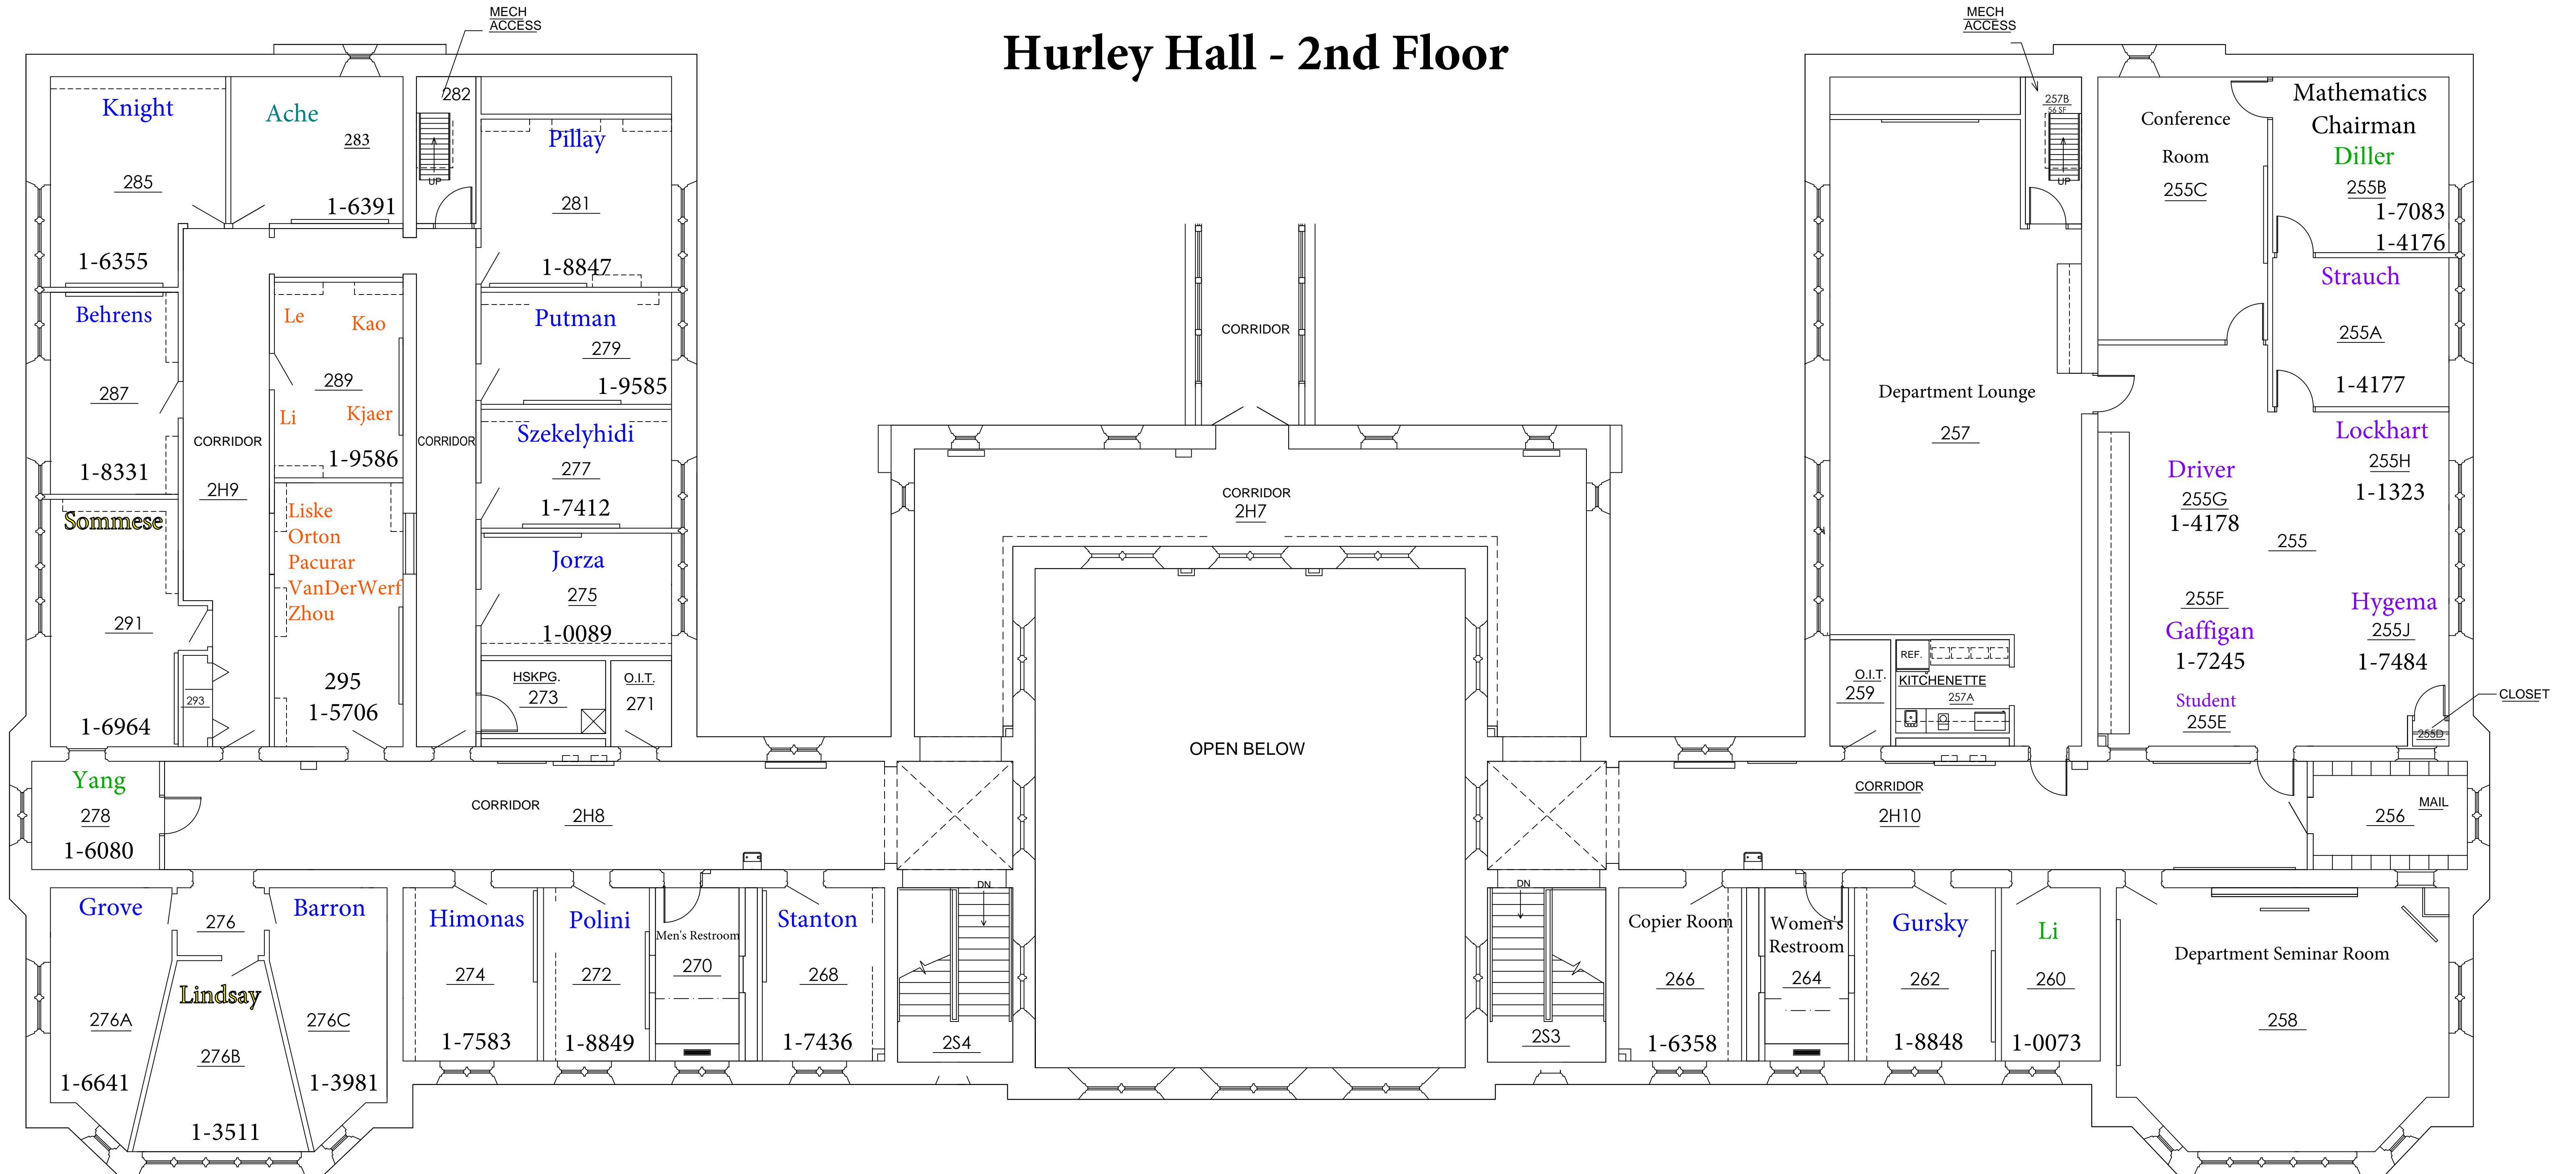 Hurley Hall - 2nd Floor
MECH
ACCESS
Knight
285
1-6355
Ache
283
1-6391
282
UP
Pillay
281
1-8847
Behrens
287
1-8331
Le
Kao
289
Li
Kjaer
1-9586
Putman
279
1-9585
CORRIDOR
2H9
CORRIDOR
Szekelyhidi
277
1-7412
Sommese
291
1-6964
293
Liske
Orton
Pacurar
VanDerWerf
Zhou
295
1-5706
Jorza
275
1-0089
HSKPG.
273
O.I.T.
271
Yang
278
1-6080
CORRIDOR
2H8
Grove
276A
1-6641
276
Lindsay
276B
1-3511
Barron
276C
1-3981
Himonas
274
1-7583
Polini
272
1-8849
Men's Restroom
270
Stanton
268
1-7436
DN
2S4
CORRIDOR
CORRIDOR
2H7
OPEN BELOW
DN
2S3
MECH
ACCESS
257B
56 SF
UP
Conference
Room
255C
Mathematics
Chairman
Diller
255B
1-7083
1-4176
Strauch
255A
1-4177
Department Lounge
257
Lockhart
255H
1-1323
Driver
255G
1-4178
255
255F
Gaffigan
1-7245
Hygema
255J
1-7484
Student
255E
CLOSET
255D
O.I.T.
259
REF.
KITCHENETTE
257A
CORRIDOR
2H10
MAIL
256
Copier Room
266
1-6358
Women's
Restroom
264
Gursky
262
1-8848
Li
260
1-0073
Department Seminar Room
258